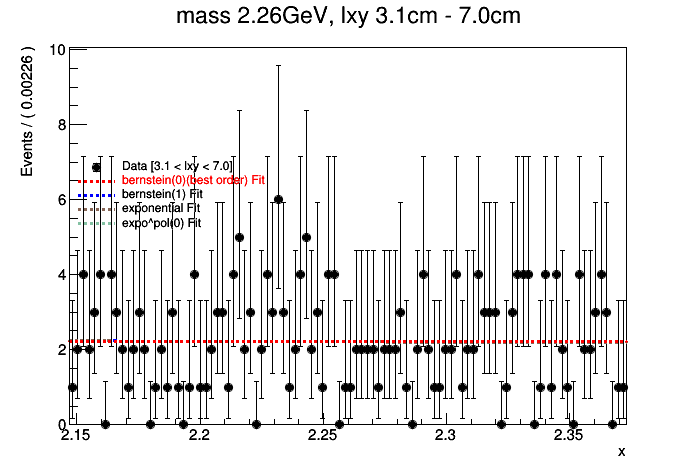 mass 2.26GeV, lxy 3.1cm - 7.0cm
Events / ( 0.00226 )
10
8
6
4
2
0
Data [3.1 < lxy < 7.0]
bernstein(0)(best order) Fit
bernstein(1) Fit
exponential Fit
expo^pol(0) Fit
2.15 2.2 2.25 2.3 2.35
x